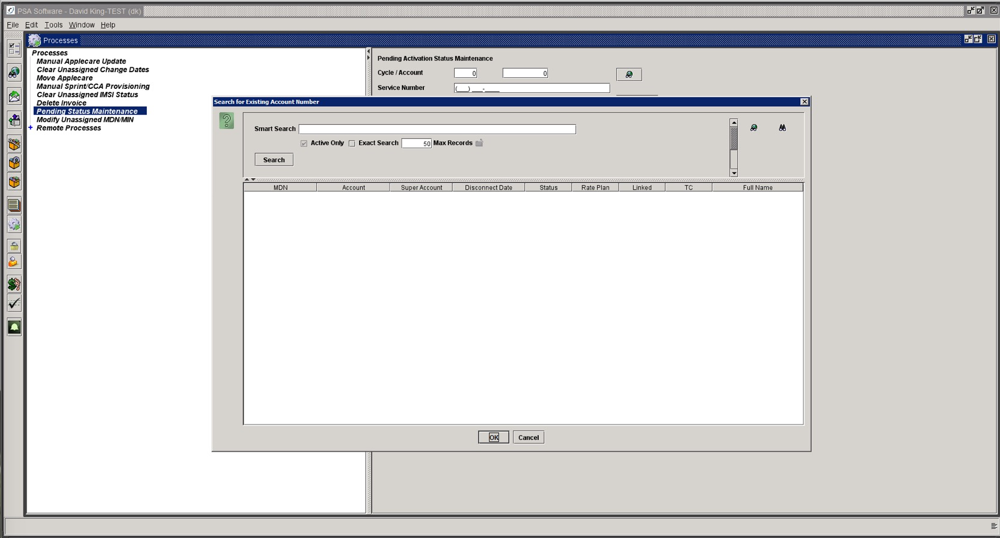 PSA Software - David King-TEST (dk)
File Edit Tools Window Help
Processes
Processes
Manual Applecare Update
Clear Unassigned Change Dates
Move Applecare
Manual Sprint/CCA Provisioning
Clear Unassigned IMSI Status
Delete Invoice
Pending Status Maintenance
Modify Unassigned MDN/MIN
+ Remote Processes
Pending Activation Status Maintenance
Cycle / Account 0 0
Service Number (___) ___-____
Search for Existing Account Number
?
Smart Search
Active Only Exact Search 50 Max Records
Search
MDN Account Super Account Disconnect Date Status Rate Plan Linked TC Full Name
OK Cancel